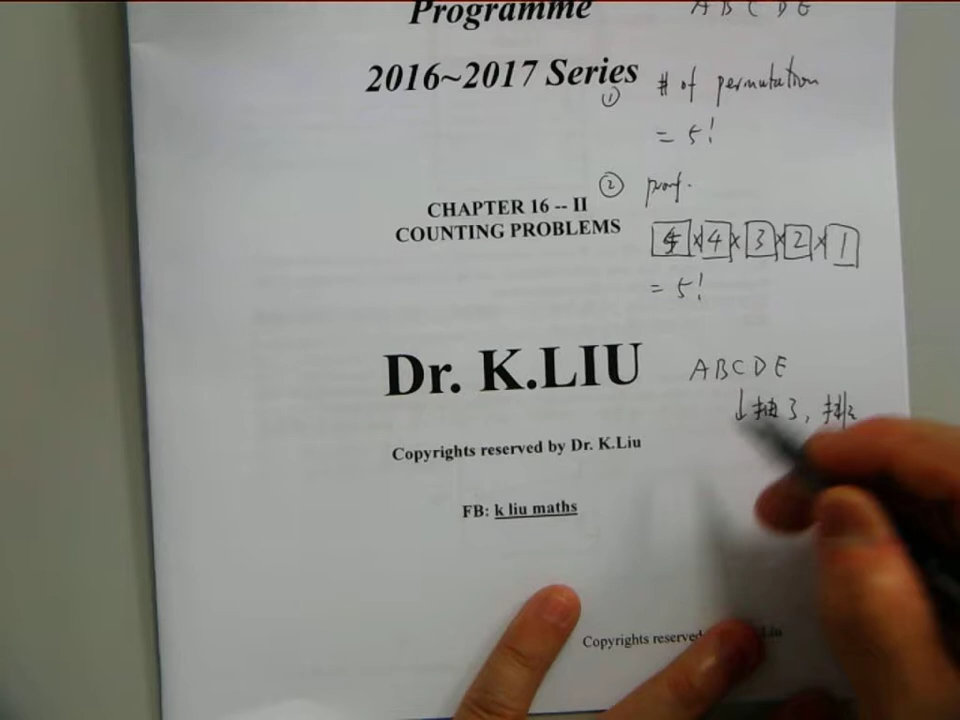 Programme
A B C D E
2016~2017 Series
① # of permutation
= 5!
② proof.
CHAPTER 16 -- II
COUNTING PROBLEMS
5 × 4 × 3 × 2 × 1
= 5!
Dr. K.LIU
A B C D E
↓ 抽 3, 排
Copyrights reserved by Dr. K.Liu
FB: k liu maths
Copyrights reserved
Liu